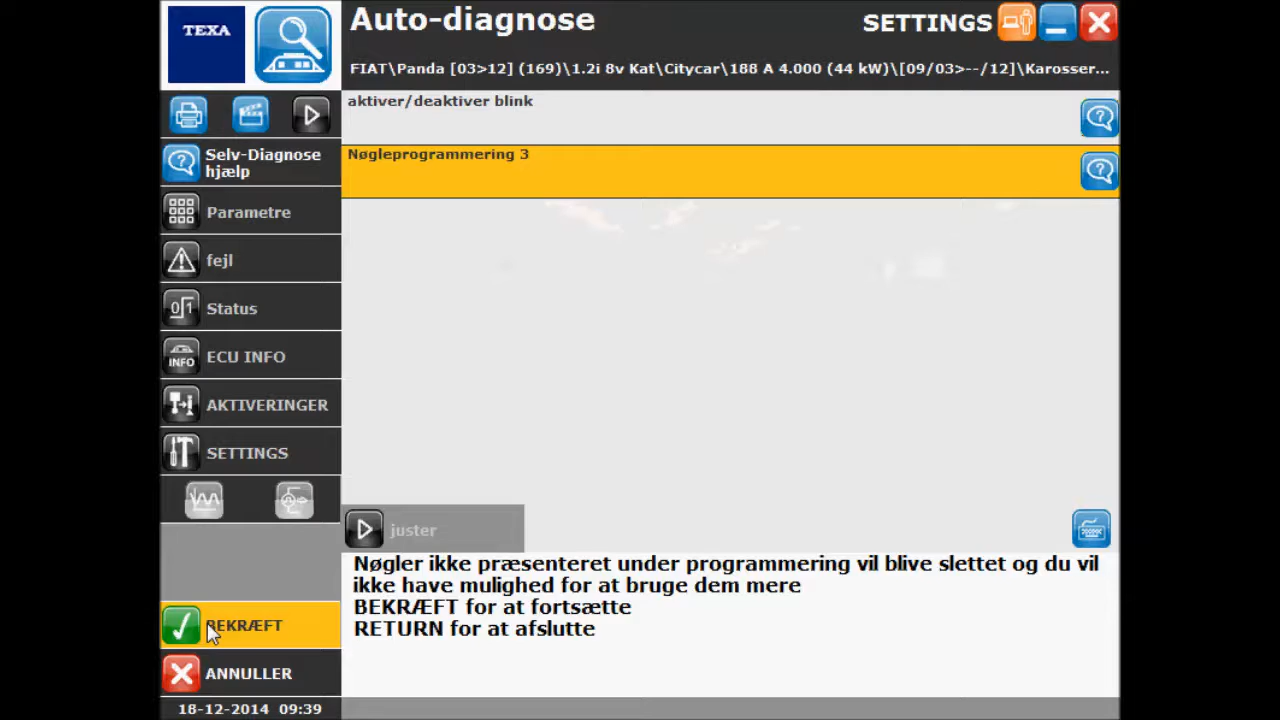 TEXA
Auto-diagnose
SETTINGS
FIAT\Panda [03>12] (169)\1.2i 8v Kat\Citycar\188 A 4.000 (44 kW)\[09/03>--/12]\Karosser...
aktiver/deaktiver blink
Selv-Diagnose
hjælp
Nøgleprogrammering 3
Parametre
fejl
0/1
Status
INFO
ECU INFO
AKTIVERINGER
SETTINGS
juster
Nøgler ikke præsenteret under programmering vil blive slettet og du vil
ikke have mulighed for at bruge dem mere
BEKRÆFT for at fortsætte
RETURN for at afslutte
BEKRÆFT
ANNULLER
18-12-2014 09:39